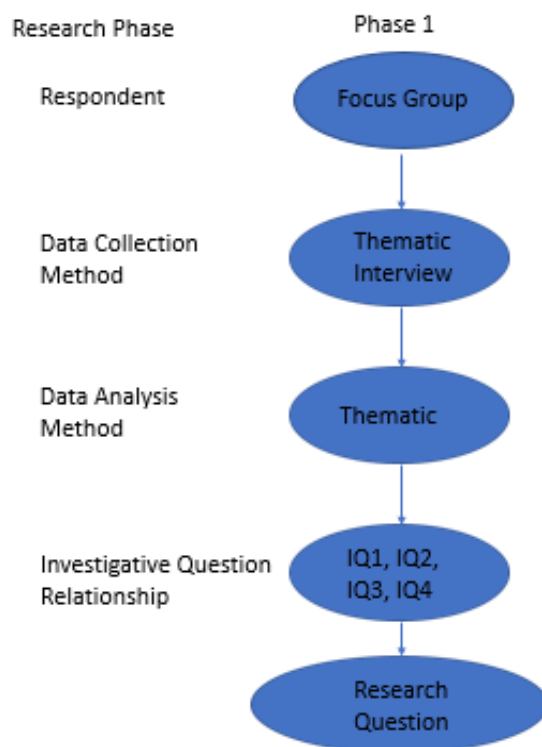 Research Phase
Phase 1
Respondent
Focus Group
Data Collection
Method
Thematic
Interview
Data Analysis
Method
Thematic
Investigative Question
Relationship
IQ1, IQ2,
IQ3, IQ4
Research
Question